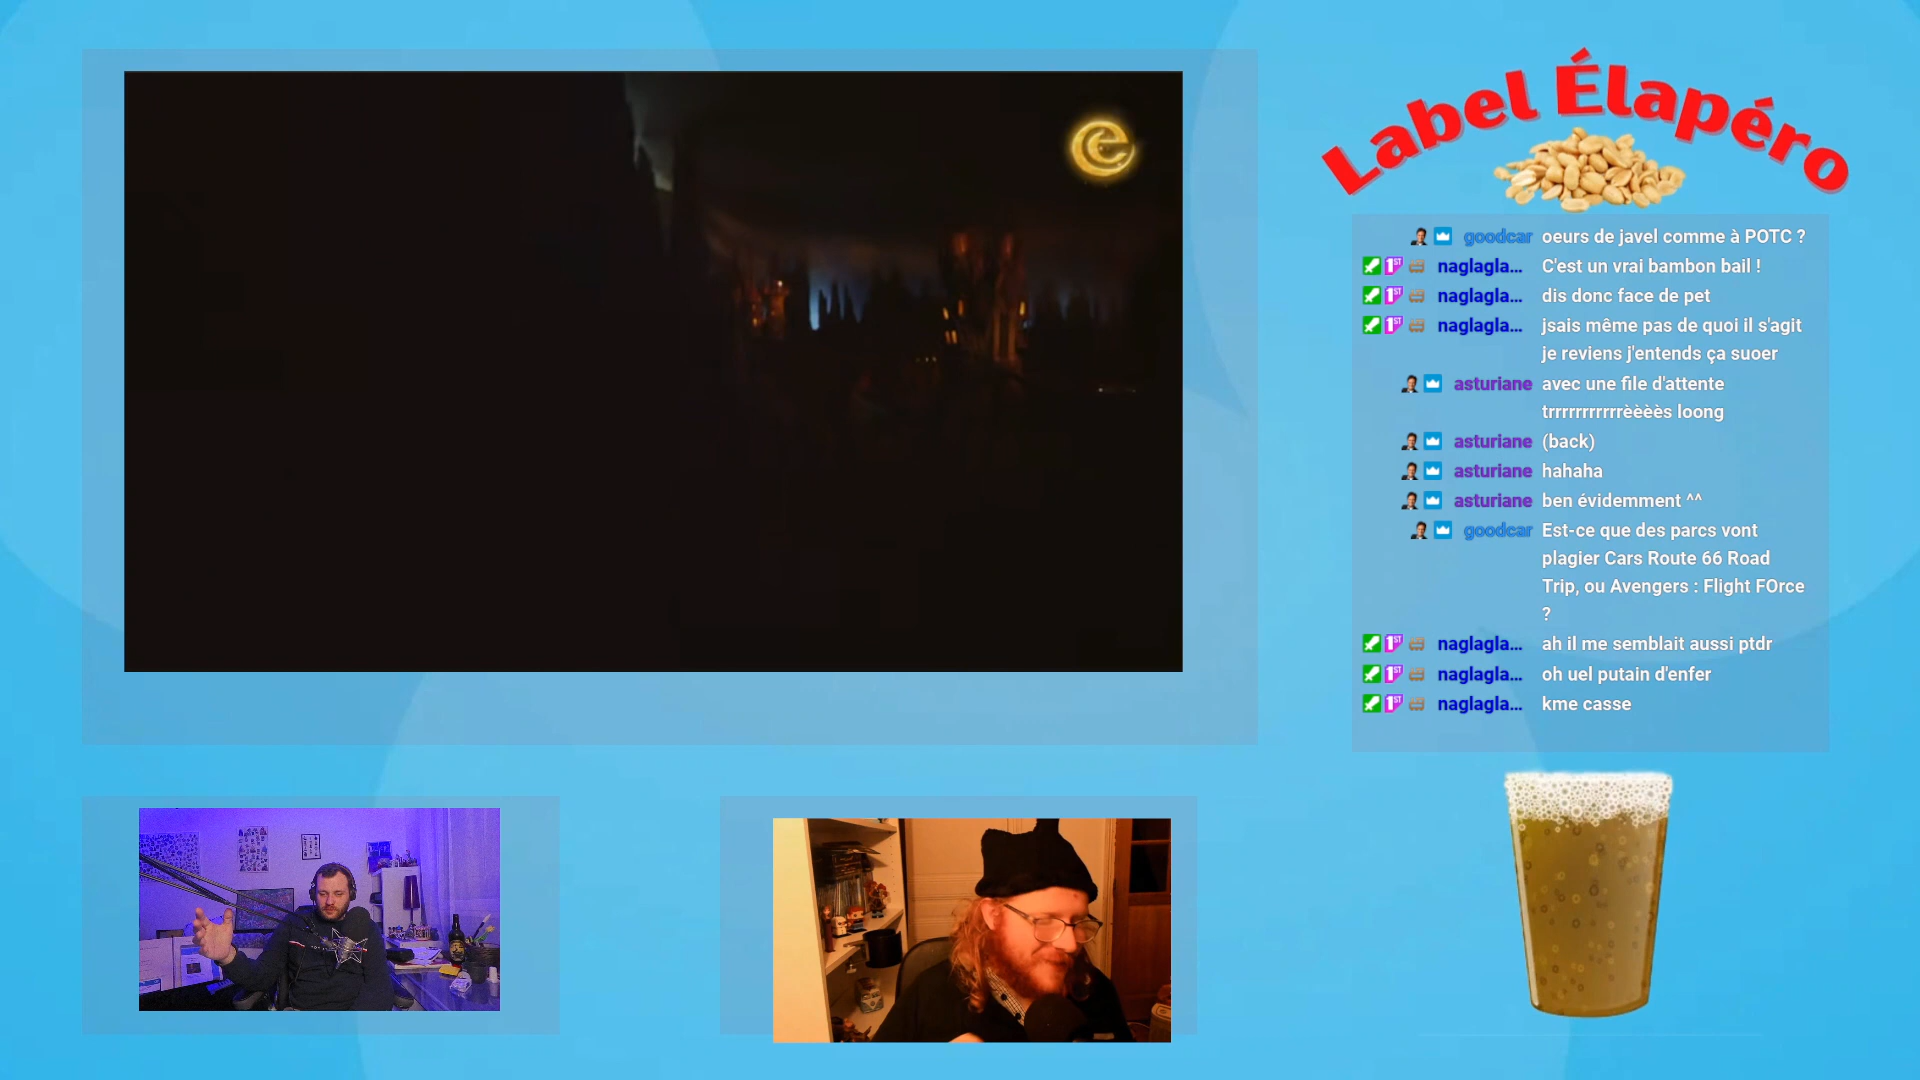 Label Élapéro
goodcar oeurs de javel comme à POTC ?
naglagla... C'est un vrai bambon bail !
naglagla... dis donc face de pet
naglagla... jsais même pas de quoi il s'agit
je reviens j'entends ça suoer
asturiane avec une file d'attente
trrrrrrrrrrrèèèès loong
asturiane (back)
asturiane hahaha
asturiane ben évidemment ^^
goodcar Est-ce que des parcs vont
plagier Cars Route 66 Road
Trip, ou Avengers : Flight FOrce
?
naglagla... ah il me semblait aussi ptdr
naglagla... oh uel putain d'enfer
naglagla... kme casse